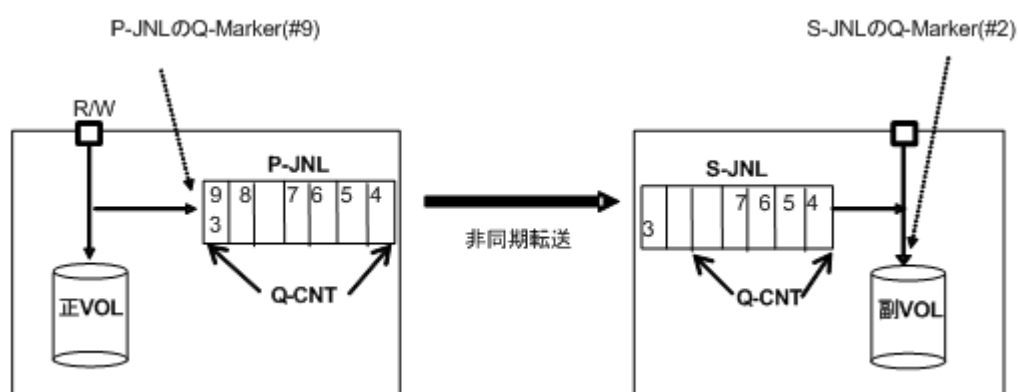 P-JNLのQ-Marker(#9)
S-JNLのQ-Marker(#2)
R/W
P-JNL
9 8 7 6 5 4
3
S-JNL
7 6 5 4
3
非同期転送
Q-CNT
Q-CNT
正VOL
副VOL